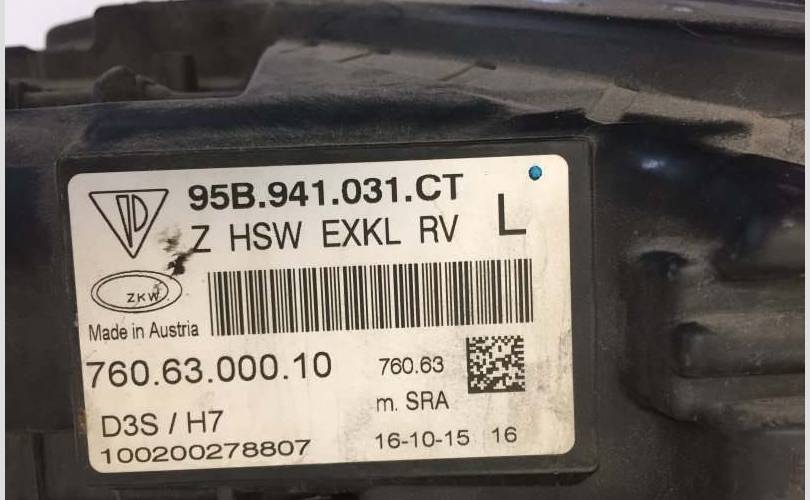 95B.941.031.CT
Z HSW EXKL RV L
ZKW
Made in Austria
760.63.000.10
760.63
m. SRA
D3S / H7
100200278807
16-10-15 16